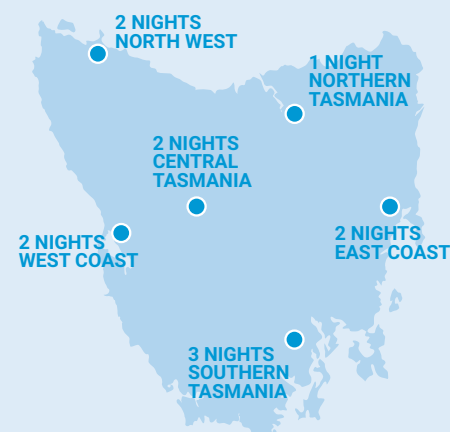 2 NIGHTS
NORTH WEST
1 NIGHT
NORTHERN
TASMANIA
2 NIGHTS
CENTRAL
TASMANIA
2 NIGHTS
WEST COAST
2 NIGHTS
EAST COAST
3 NIGHTS
SOUTHERN
TASMANIA